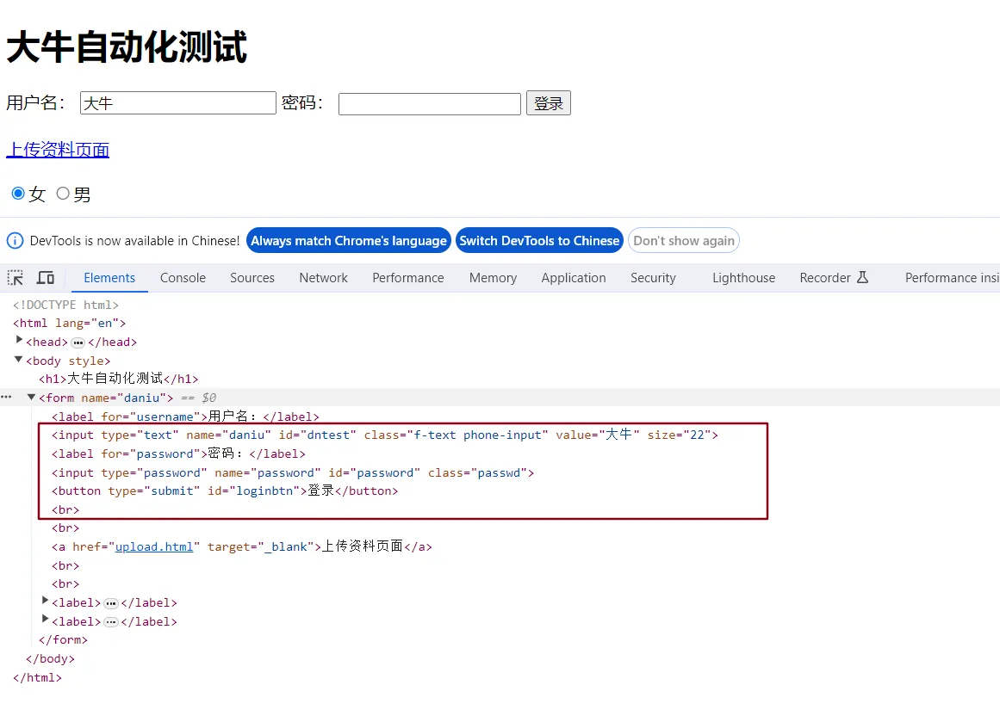 大牛自动化测试
用户名： 大牛 密码： 登录
上传资料页面
女 男
DevTools is now available in Chinese! Always match Chrome's language Switch DevTools to Chinese Don't show again
Elements Console Sources Network Performance Memory Application Security Lighthouse Recorder Performance insi
<!DOCTYPE html>
<html lang="en">
<head> ••• </head>
<body style>
<h1>大牛自动化测试</h1>
••• <form name="daniu"> == $0
<label for="username">用户名：</label>
<input type="text" name="daniu" id="dntest" class="f-text phone-input" value="大牛" size="22">
<label for="password">密码：</label>
<input type="password" name="password" id="password" class="passwd">
<button type="submit" id="loginbtn">登录</button>
<br>
<br>
<a href="upload.html" target="_blank">上传资料页面</a>
<br>
<br>
<label> ••• </label>
<label> ••• </label>
</form>
</body>
</html>